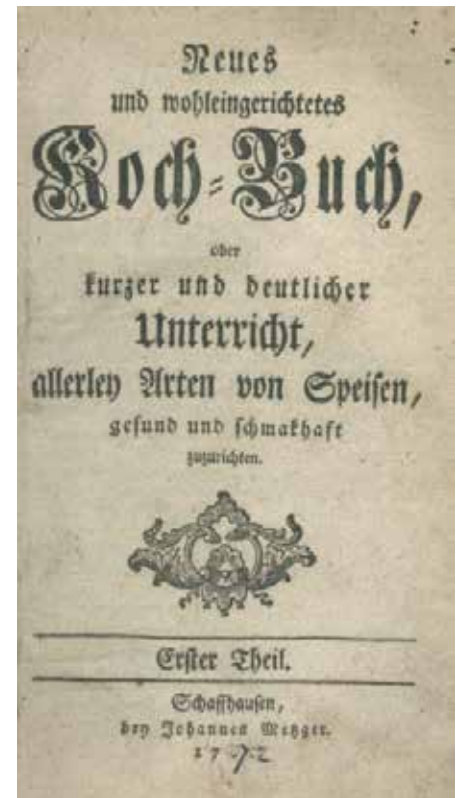 Neues
und wohleingerichtetes
Koch-Buch,
oder
kurzer und deutlicher
Unterricht,
allerley Arten von Speisen,
gesund und schmakhaft
zuzurichten.
Erster Theil.
Schaffhausen,
bey Johannes Metzger.
1772